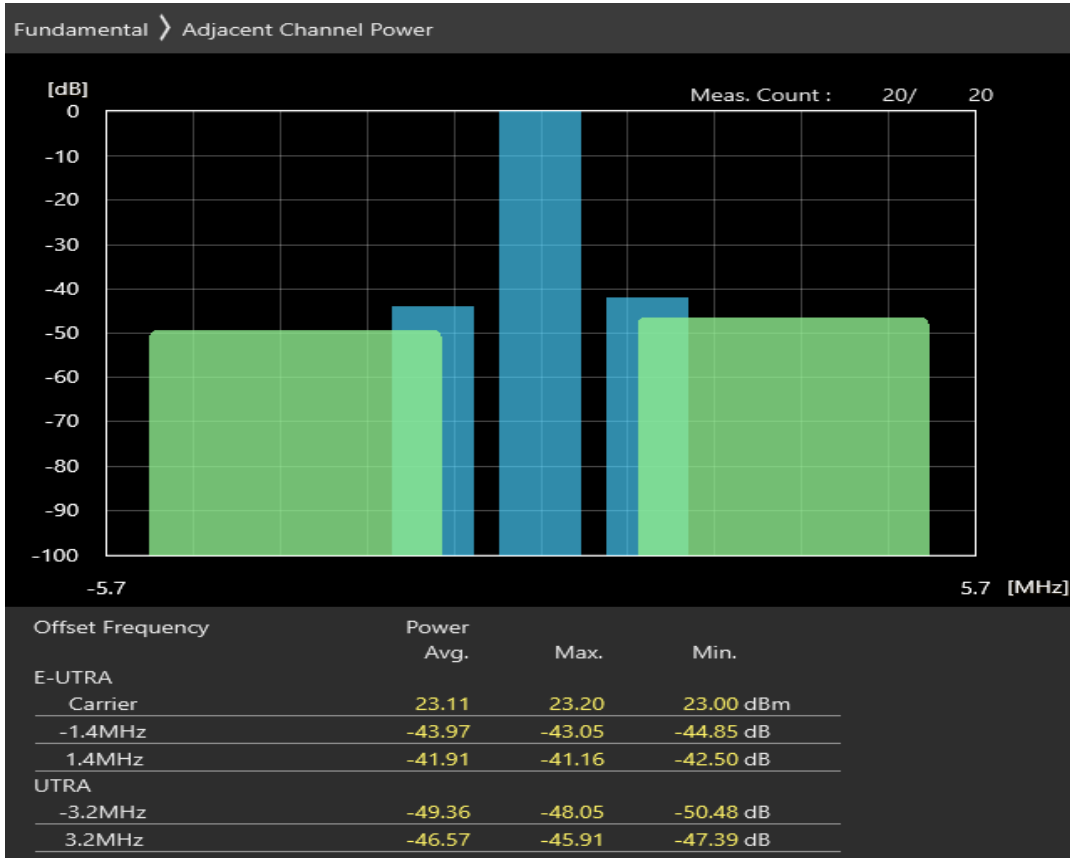 Fundamental 〉 Adjacent Channel Power
[dB]
Meas. Count : 20/ 20
0
-10
-20
-30
-40
-50
-60
-70
-80
-90
-100
-5.7 5.7 [MHz]
Offset Frequency Power
Avg. Max. Min.
E-UTRA
Carrier 23.11 23.20 23.00 dBm
-1.4MHz -43.97 -43.05 -44.85 dB
1.4MHz -41.91 -41.16 -42.50 dB
UTRA
-3.2MHz -49.36 -48.05 -50.48 dB
3.2MHz -46.57 -45.91 -47.39 dB